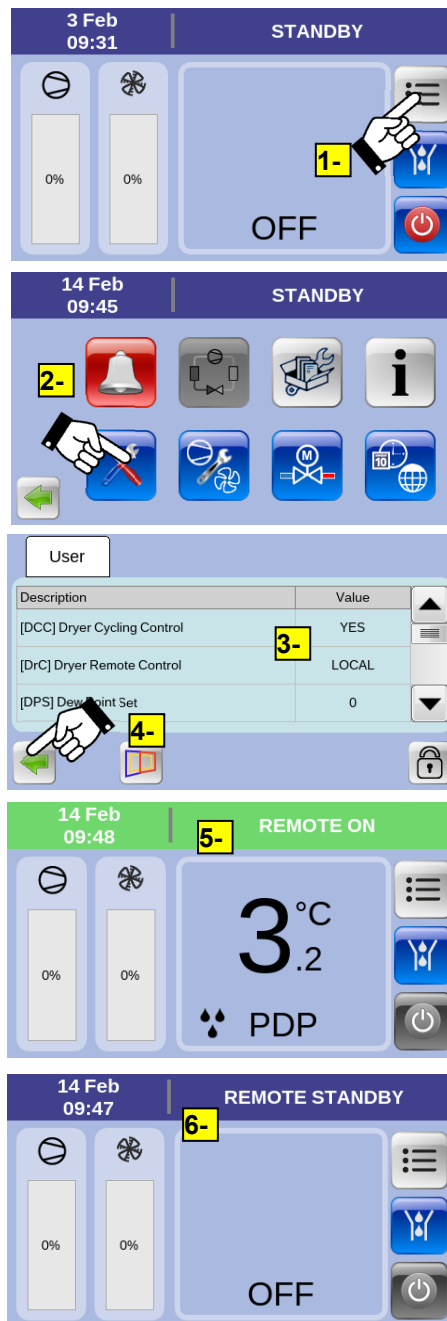 3 Feb
09:31
STANDBY
0%
0%
1-
OFF
14 Feb
09:45
STANDBY
2-
i
M
10
User
Description Value
[DCC] Dryer Cycling Control YES
3-
[DrC] Dryer Remote Control LOCAL
[DPS] Dew Point Set 0
4-
14 Feb
09:48
5-
REMOTE ON
3.2 °C
0%
0%
PDP
14 Feb
09:47
REMOTE STANDBY
6-
0%
0%
OFF